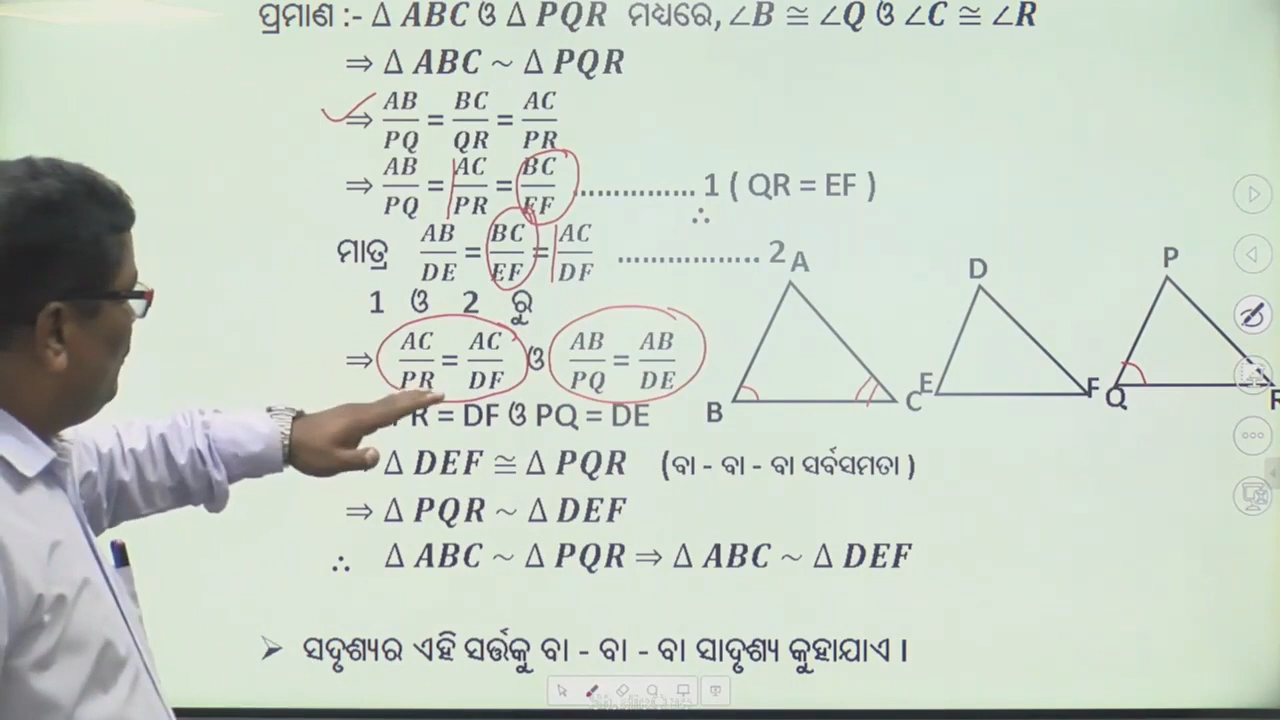 ପ୍ରମାଣ :- Δ ABC ଓ Δ PQR ମଧ୍ୟରେ, ∠B ≅ ∠Q ଓ ∠C ≅ ∠R
⇒ Δ ABC ~ Δ PQR
⇒ AB/PQ = BC/QR = AC/PR
⇒ AB/PQ = AC/PR = BC/EF ............... 1 ( QR = EF )
∴
ମାତ୍ର AB/DE = BC/EF = AC/DF ................. 2
1 ଓ 2 ରୁ
⇒ AC/PR = AC/DF ଓ AB/PQ = AB/DE
PR = DF ଓ PQ = DE
Δ DEF ≅ Δ PQR (ବା - ବା - ବା ସର୍ବସମତା )
⇒ Δ PQR ~ Δ DEF
∴ Δ ABC ~ Δ PQR ⇒ Δ ABC ~ Δ DEF
➢ ସଦୃଶ୍ୟର ଏହି ସର୍ତ୍ତକୁ ବା - ବା - ବା ସାଦୃଶ୍ୟ କୁହାଯାଏ ।
A
B
C
D
E
F
P
Q
R